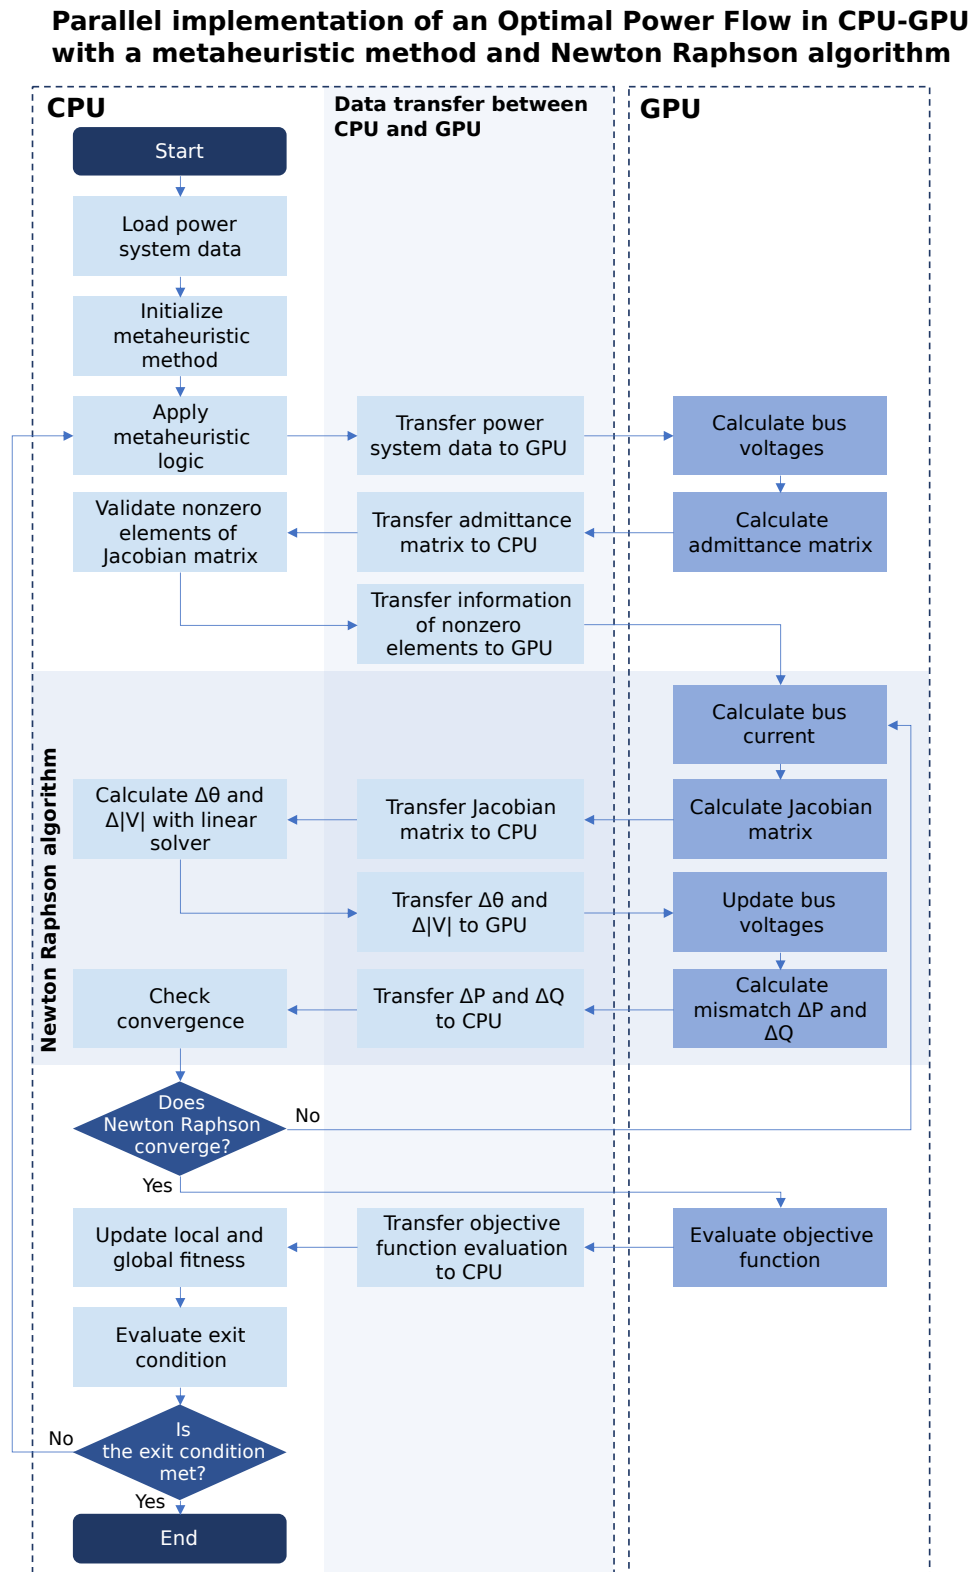 Parallel implementation of an Optimal Power Flow in CPU-GPU
with a metaheuristic method and Newton Raphson algorithm
CPU
Data transfer between
CPU and GPU
GPU
Start
Load power
system data
Initialize
metaheuristic
method
Apply
metaheuristic
logic
Transfer power
system data to GPU
Calculate bus
voltages
Validate nonzero
elements of
Jacobian matrix
Transfer admittance
matrix to CPU
Calculate
admittance matrix
Transfer information
of nonzero
elements to GPU
Newton Raphson algorithm
Calculate bus
current
Calculate Δθ and
Δ|V| with linear
solver
Transfer Jacobian
matrix to CPU
Calculate Jacobian
matrix
Transfer Δθ and
Δ|V| to GPU
Update bus
voltages
Check
convergence
Transfer ΔP and ΔQ
to CPU
Calculate
mismatch ΔP and
ΔQ
Does
Newton Raphson
converge?
No
Yes
Update local and
global fitness
Transfer objective
function evaluation
to CPU
Evaluate objective
function
Evaluate exit
condition
Is
the exit condition
met?
No
Yes
End